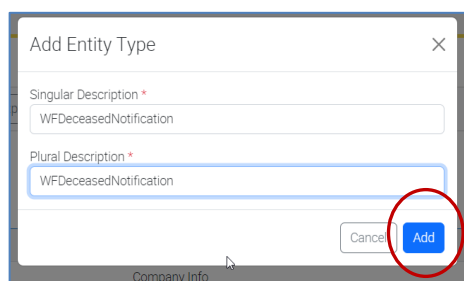 Add Entity Type
Singular Description *
WFDeceasedNotification
Plural Description *
WFDeceasedNotification
Cancel Add
Company Info